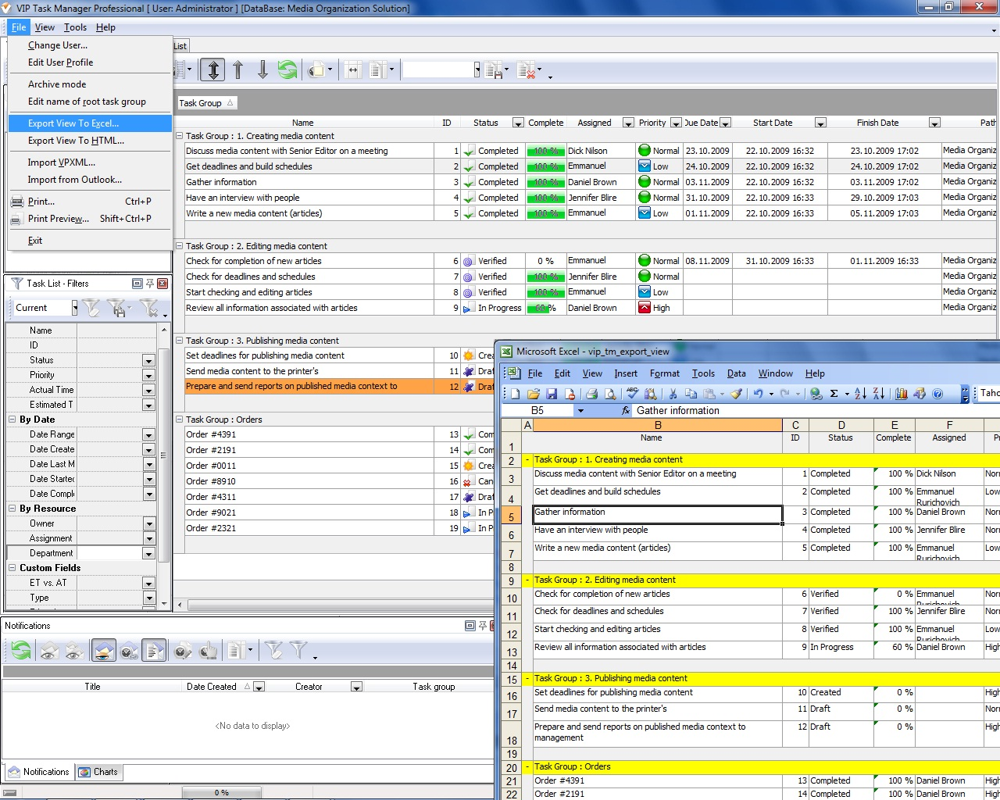 VIP Task Manager Professional [ User: Administrator ] [DataBase: Media Organization Solution]
File View Tools Help
Change User...
Edit User Profile
Archive mode
Edit name of root task group
Export View To Excel...
Export View To HTML...
Import VPXML...
Import from Outlook...
Print... Ctrl+P
Print Preview... Shift+Ctrl+P
Exit
List
Task Group
Name ID Status Complete Assigned Priority Due Date Start Date Finish Date Path
Task Group : 1. Creating media content
Discuss media content with Senior Editor on a meeting 1 Completed 100 % Dick Nilson Normal 23.10.2009 22.10.2009 16:32 23.10.2009 17:02 Media Organiz
Get deadlines and build schedules 2 Completed 100 % Emmanuel Low 24.10.2009 22.10.2009 16:32 24.10.2009 17:02 Media Organiz
Gather information 3 Completed 100 % Daniel Brown Normal 03.11.2009 22.10.2009 16:32 03.11.2009 17:02 Media Organiz
Have an interview with people 4 Completed 100 % Jennifer Blire Normal 31.10.2009 22.10.2009 16:33 29.10.2009 17:03 Media Organiz
Write a new media content (articles) 5 Completed 100 % Emmanuel Low 01.11.2009 22.10.2009 16:33 05.11.2009 17:03 Media Organiz
Task Group : 2. Editing media content
Check for completion of new articles 6 Verified 0 % Emmanuel Normal 08.11.2009 31.10.2009 16:33 01.11.2009 16:33 Media Organiz
Check for deadlines and schedules 7 Verified 100 % Jennifer Blire Normal Media Organiz
Start checking and editing articles 8 Verified 100 % Emmanuel Low Media Organiz
Review all information associated with articles 9 In Progress 60 % Daniel Brown High Media Organiz
Task Group : 3. Publishing media content
Set deadlines for publishing media content 10 Crea
Send media content to the printer's 11 Draf
Prepare and send reports on published media context to 12 Draf
Task Group : Orders
Order #4391 13 Com
Order #2191 14 Com
Order #0011 15 Crea
Order #8910 16 Can
Order #4311 17 Draf
Order #9021 18 In P
Order #2321 19 In P
Task List - Filters
Current
Name
ID
Status
Priority
Actual Time
Estimated T
By Date
Date Range
Date Create
Date Last M
Date Started
Date Compl
By Resource
Owner
Assignment
Department
Custom Fields
ET vs. AT
Type
Notifications
Title Date Created Creator Task group
<No data to display>
Notifications Charts
0 %
Microsoft Excel - vip_tm_export_view
File Edit View Insert Format Tools Data Window Help
Taho
B5 fx Gather information
A B C D E F
1 Name ID Status Complete Assigned Pr
2 - Task Group : 1. Creating media content
3 Discuss media content with Senior Editor on a meeting 1 Completed 100 % Dick Nilson Norr
4 Get deadlines and build schedules 2 Completed 100 % Emmanuel Rurichovich Low
5 Gather information 3 Completed 100 % Daniel Brown Norr
6 Have an interview with people 4 Completed 100 % Jennifer Blire Norr
7 Write a new media content (articles) 5 Completed 100 % Emmanuel Rurichovich Low
8
9 - Task Group : 2. Editing media content
10 Check for completion of new articles 6 Verified 0 % Emmanuel Rurichovich Norr
11 Check for deadlines and schedules 7 Verified 100 % Jennifer Blire Norr
12 Start checking and editing articles 8 Verified 100 % Emmanuel Rurichovich Low
13 Review all information associated with articles 9 In Progress 60 % Daniel Brown High
14
15 - Task Group : 3. Publishing media content
16 Set deadlines for publishing media content 10 Created 0 % High
17 Send media content to the printer's 11 Draft 0 % Norr
18 Prepare and send reports on published media context to management 12 Draft 0 % High
19
20 - Task Group : Orders
21 Order #4391 13 Completed 100 % Daniel Brown High
22 Order #2191 14 Completed 100 % Daniel Brown High